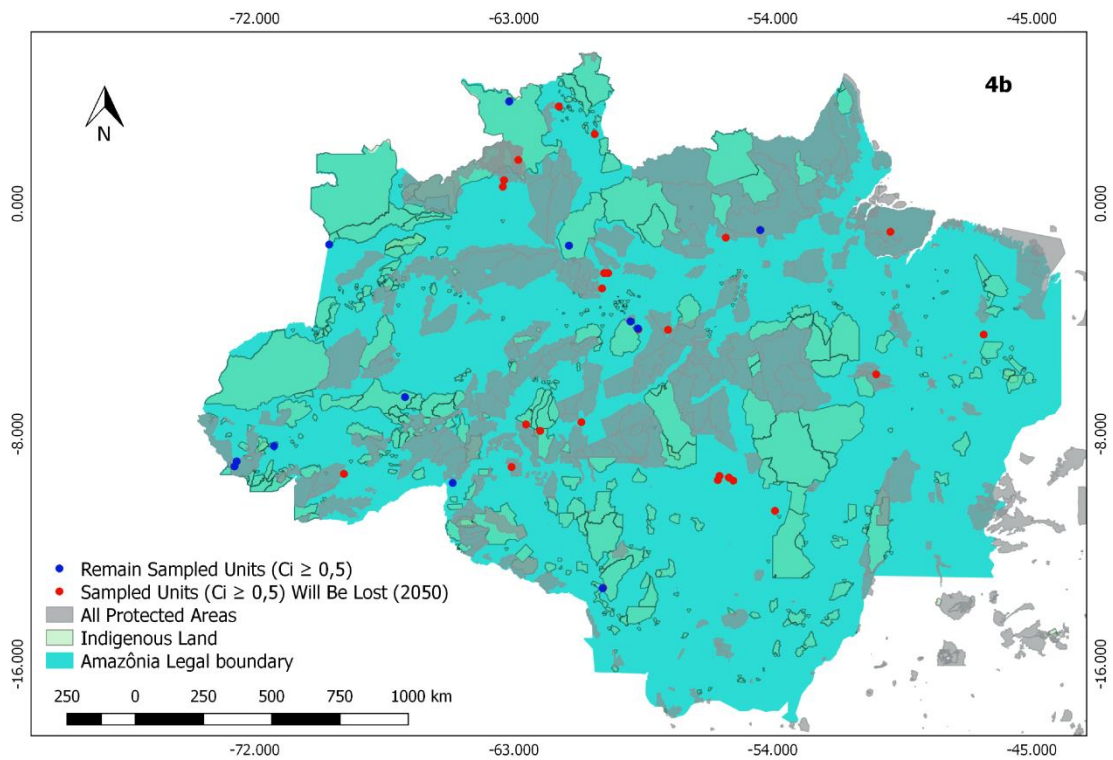 -72.000 -63.000 -54.000 -45.000
4b
N
0.000 0.000
-8.000 -8.000
Remain Sampled Units (Ci ≥ 0,5)
Sampled Units (Ci ≥ 0,5) Will Be Lost (2050)
All Protected Areas
Indigenous Land
Amazônia Legal boundary
-16.000 -16.000
250 0 250 500 750 1000 km
-72.000 -63.000 -54.000 -45.000